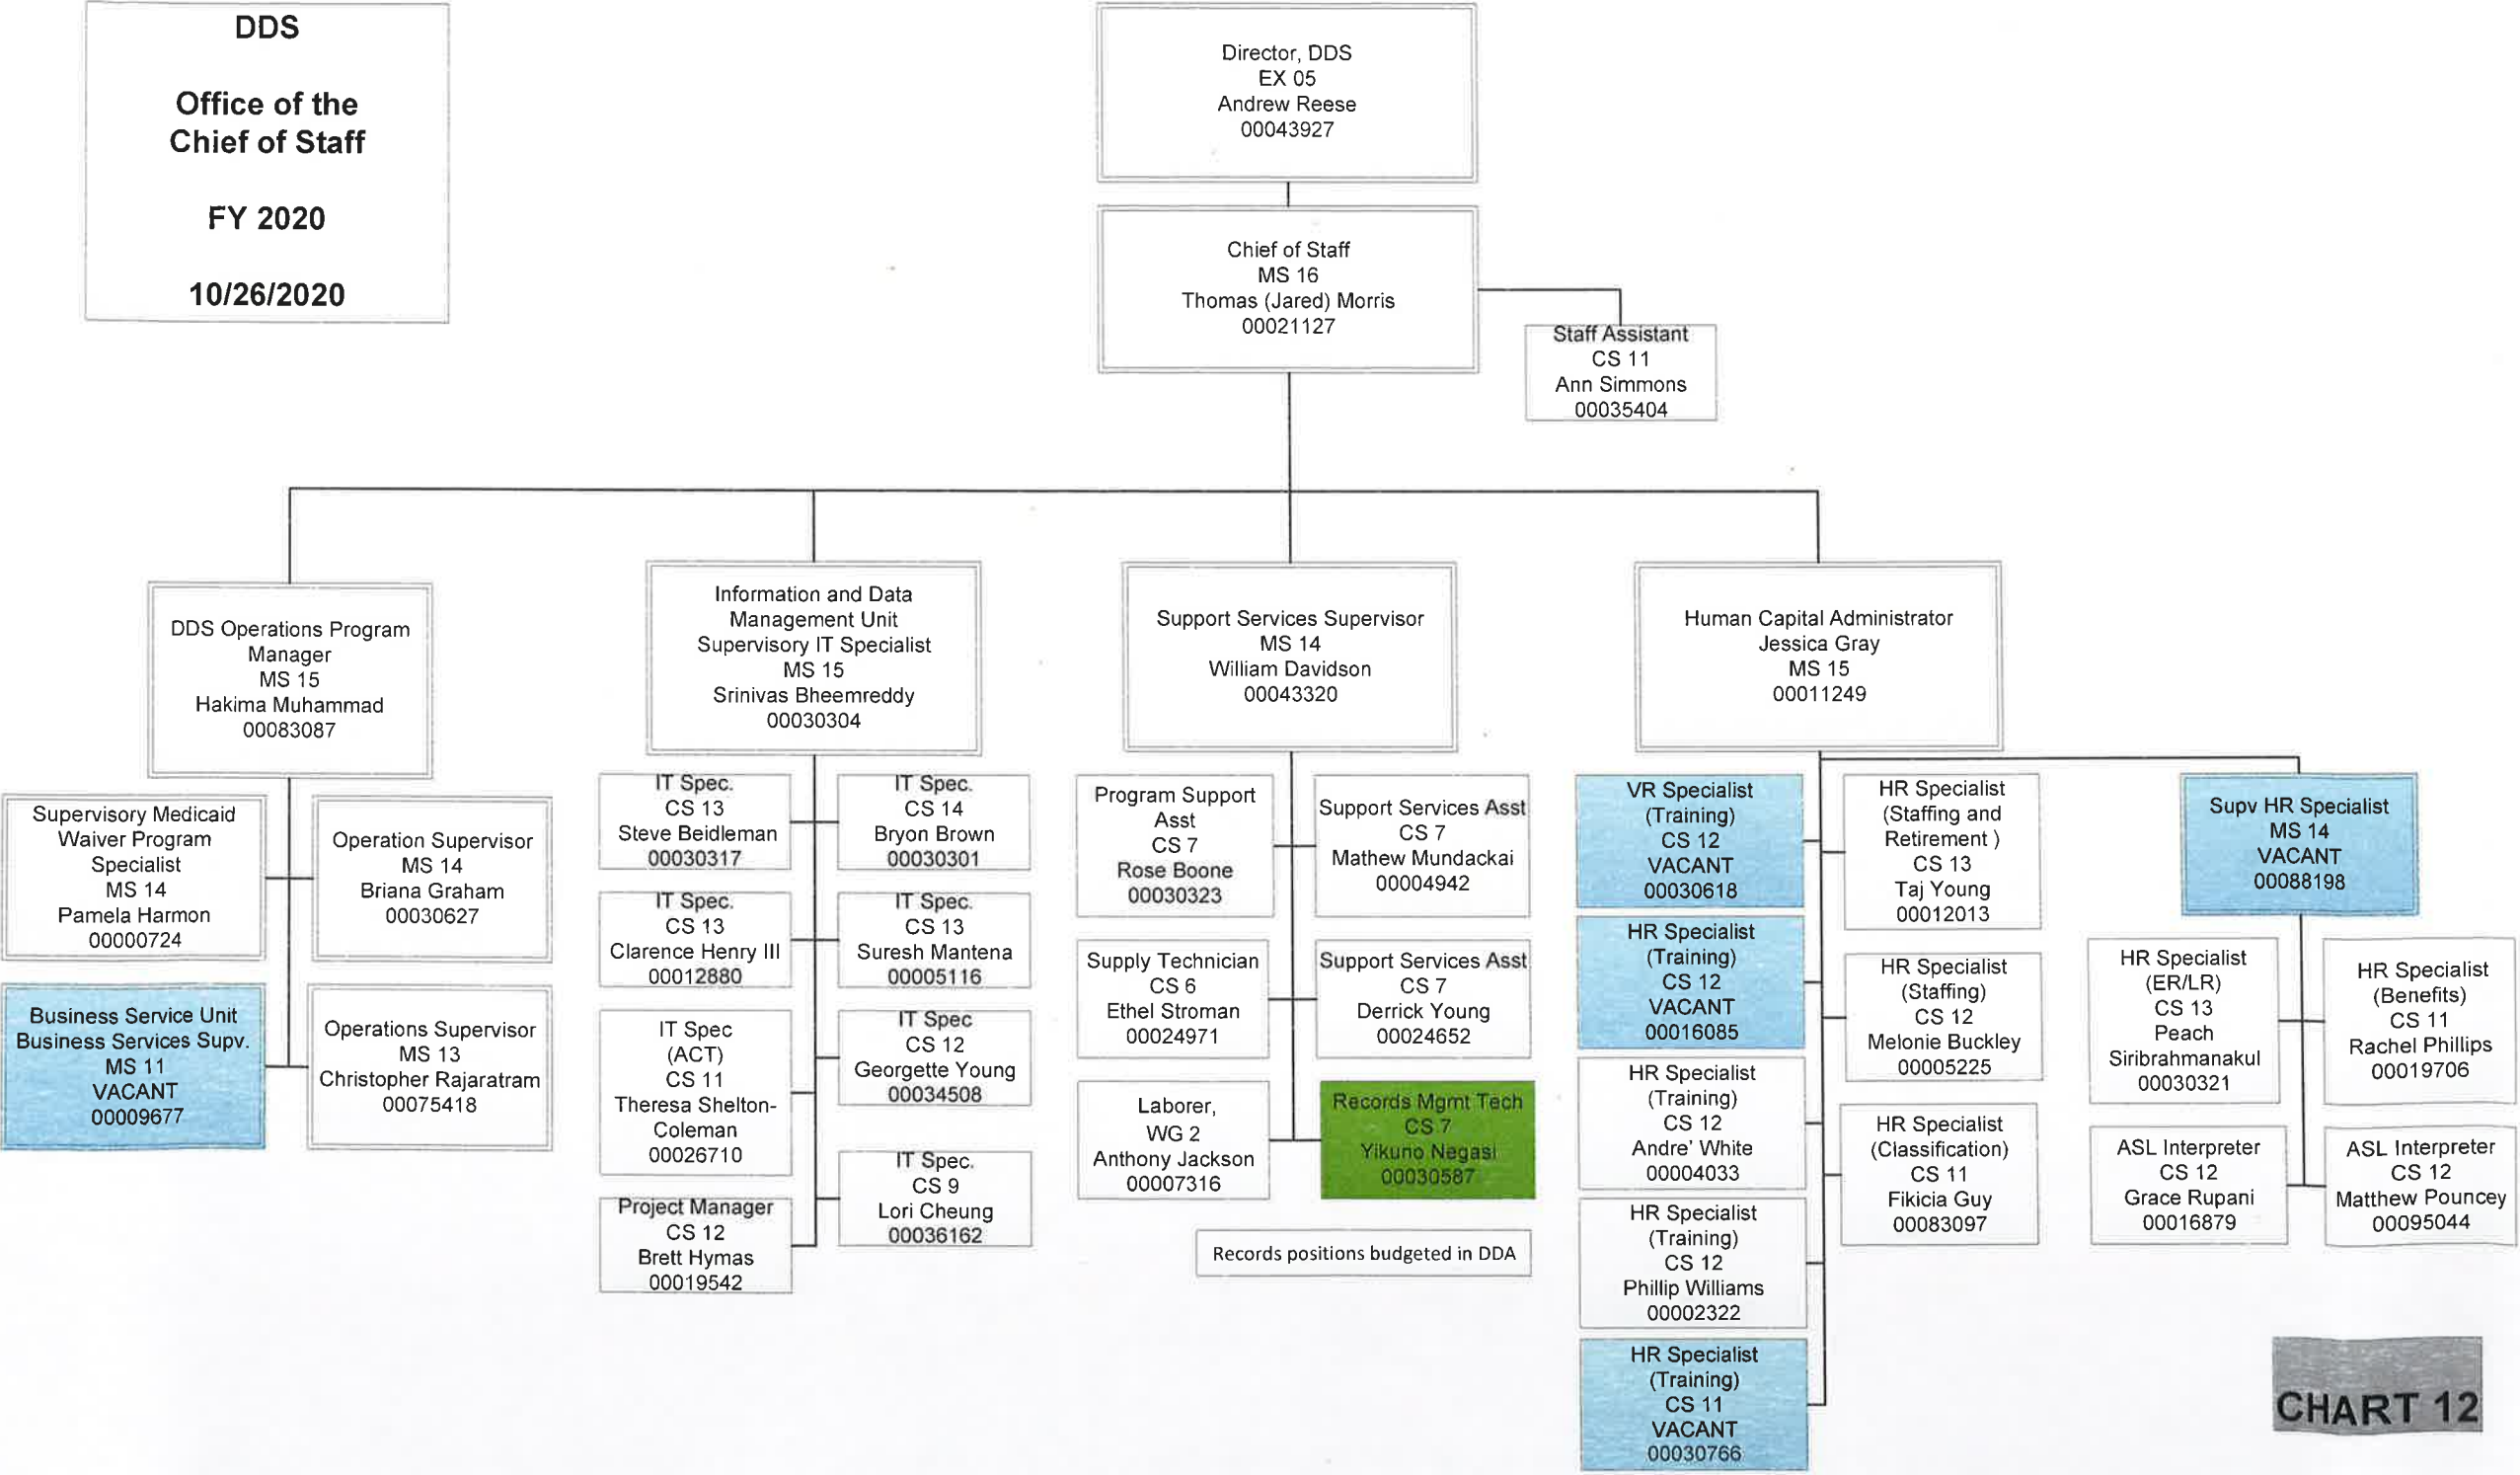 DDS
Office of the
Chief of Staff
FY 2020
10/26/2020
Director, DDS
EX 05
Andrew Reese
00043927
Chief of Staff
MS 16
Thomas (Jared) Morris
00021127
Staff Assistant
CS 11
Ann Simmons
00035404
DDS Operations Program
Manager
MS 15
Hakima Muhammad
00083087
Supervisory Medicaid
Waiver Program
Specialist
MS 14
Pamela Harmon
00000724
Operation Supervisor
MS 14
Briana Graham
00030627
Business Service Unit
Business Services Supv.
MS 11
VACANT
00009677
Operations Supervisor
MS 13
Christopher Rajaratram
00075418
Information and Data
Management Unit
Supervisory IT Specialist
MS 15
Srinivas Bheemreddy
00030304
IT Spec.
CS 13
Steve Beidleman
00030317
IT Spec.
CS 14
Bryon Brown
00030301
IT Spec.
CS 13
Clarence Henry III
00012880
IT Spec.
CS 13
Suresh Mantena
00005116
IT Spec
(ACT)
CS 11
Theresa Shelton-
Coleman
00026710
IT Spec
CS 12
Georgette Young
00034508
Project Manager
CS 12
Brett Hymas
00019542
IT Spec.
CS 9
Lori Cheung
00036162
Support Services Supervisor
MS 14
William Davidson
00043320
Program Support
Asst
CS 7
Rose Boone
00030323
Support Services Asst
CS 7
Mathew Mundackai
00004942
Supply Technician
CS 6
Ethel Stroman
00024971
Support Services Asst
CS 7
Derrick Young
00024652
Laborer,
WG 2
Anthony Jackson
00007316
Records Mgmt Tech
CS 7
Yikuno Negasi
00030587
Records positions budgeted in DDA
Human Capital Administrator
Jessica Gray
MS 15
00011249
VR Specialist
(Training)
CS 12
VACANT
00030618
HR Specialist
(Staffing and
Retirement )
CS 13
Taj Young
00012013
HR Specialist
(Training)
CS 12
VACANT
00016085
HR Specialist
(Staffing)
CS 12
Melonie Buckley
00005225
HR Specialist
(Training)
CS 12
Andre' White
00004033
HR Specialist
(Classification)
CS 11
Fikicia Guy
00083097
HR Specialist
(Training)
CS 12
Phillip Williams
00002322
HR Specialist
(Training)
CS 11
VACANT
00030766
Supv HR Specialist
MS 14
VACANT
00088198
HR Specialist
(ER/LR)
CS 13
Peach
Siribrahmanakul
00030321
HR Specialist
(Benefits)
CS 11
Rachel Phillips
00019706
ASL Interpreter
CS 12
Grace Rupani
00016879
ASL Interpreter
CS 12
Matthew Pouncey
00095044
CHART 12